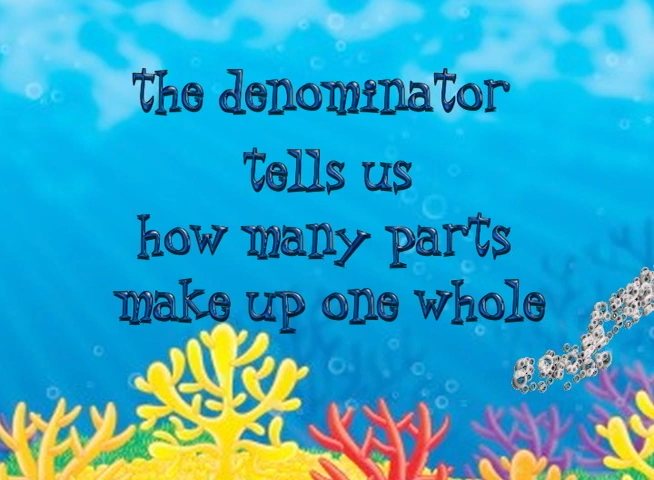 the denominator
tells us
how many parts
make up one whole